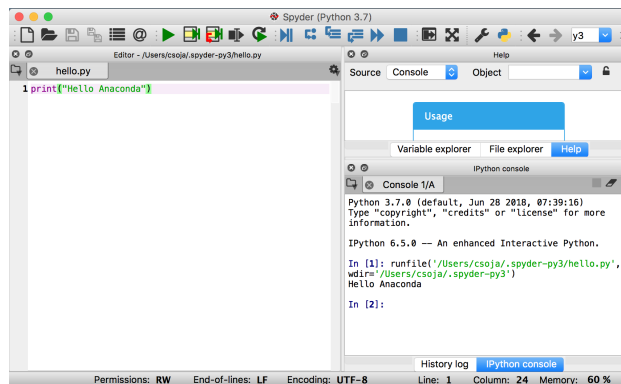 Spyder (Python 3.7)
y3
Editor - /Users/csoja/.spyder-py3/hello.py
hello.py
1 print("Hello Anaconda")
Help
Source Console Object
Usage
Variable explorer File explorer Help
IPython console
Console 1/A
Python 3.7.0 (default, Jun 28 2018, 07:39:16)
Type "copyright", "credits" or "license" for more
information.
IPython 6.5.0 -- An enhanced Interactive Python.
In [1]: runfile('/Users/csoja/.spyder-py3/hello.py',
wdir='/Users/csoja/.spyder-py3')
Hello Anaconda
In [2]:
History log IPython console
Permissions: RW End-of-lines: LF Encoding: UTF-8 Line: 1 Column: 24 Memory: 60 %